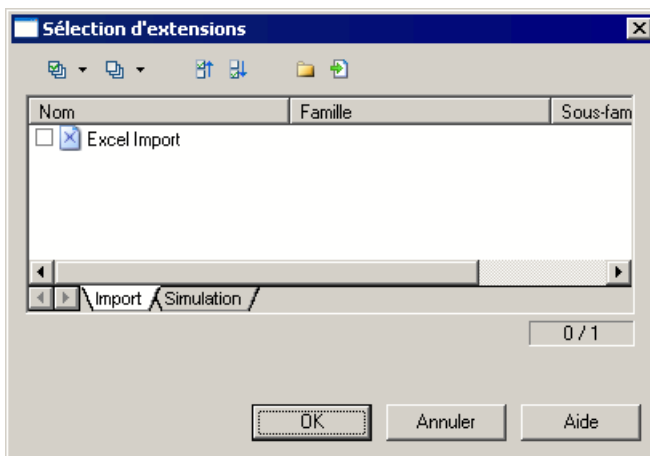 Sélection d'extensions
Nom Famille Sous-fam
Excel Import
Import Simulation
0 / 1
OK Annuler Aide